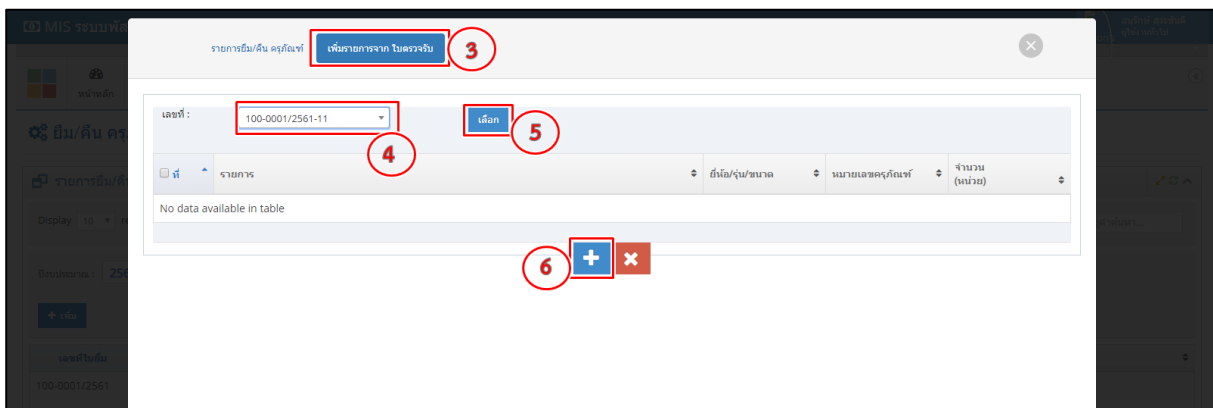 MIS ระบบพัส
รายการยืม/คืน ครุภัณฑ์
เพิ่มรายการจาก ใบตรวจรับ
3
หน้าหลัก
ยืม/คืน ครุ
เลขที่ :
100-0001/2561-11
เลือก
4
5
รายการยืม/คื
ที่
รายการ
ยี่ห้อ/รุ่น/ขนาด
หมายเลขครุภัณฑ์
จำนวน
(หน่วย)
No data available in table
Display 10
6
ปีงบประมาณ : 256
+ เพิ่ม
เลขที่ใบยืม
100-0001/2561